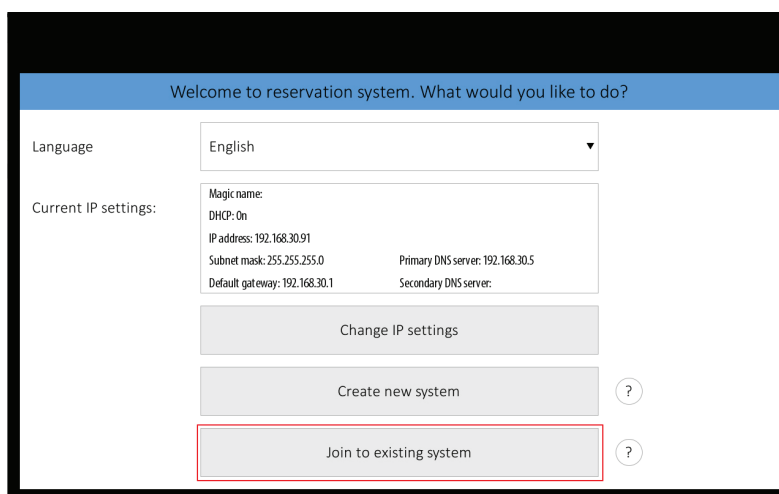 Welcome to reservation system. What would you like to do?
Language
English
Current IP settings:
Magic name:
DHCP: On
IP address: 192.168.30.91
Subnet mask: 255.255.255.0
Primary DNS server: 192.168.30.5
Default gateway: 192.168.30.1
Secondary DNS server:
Change IP settings
Create new system
?
Join to existing system
?